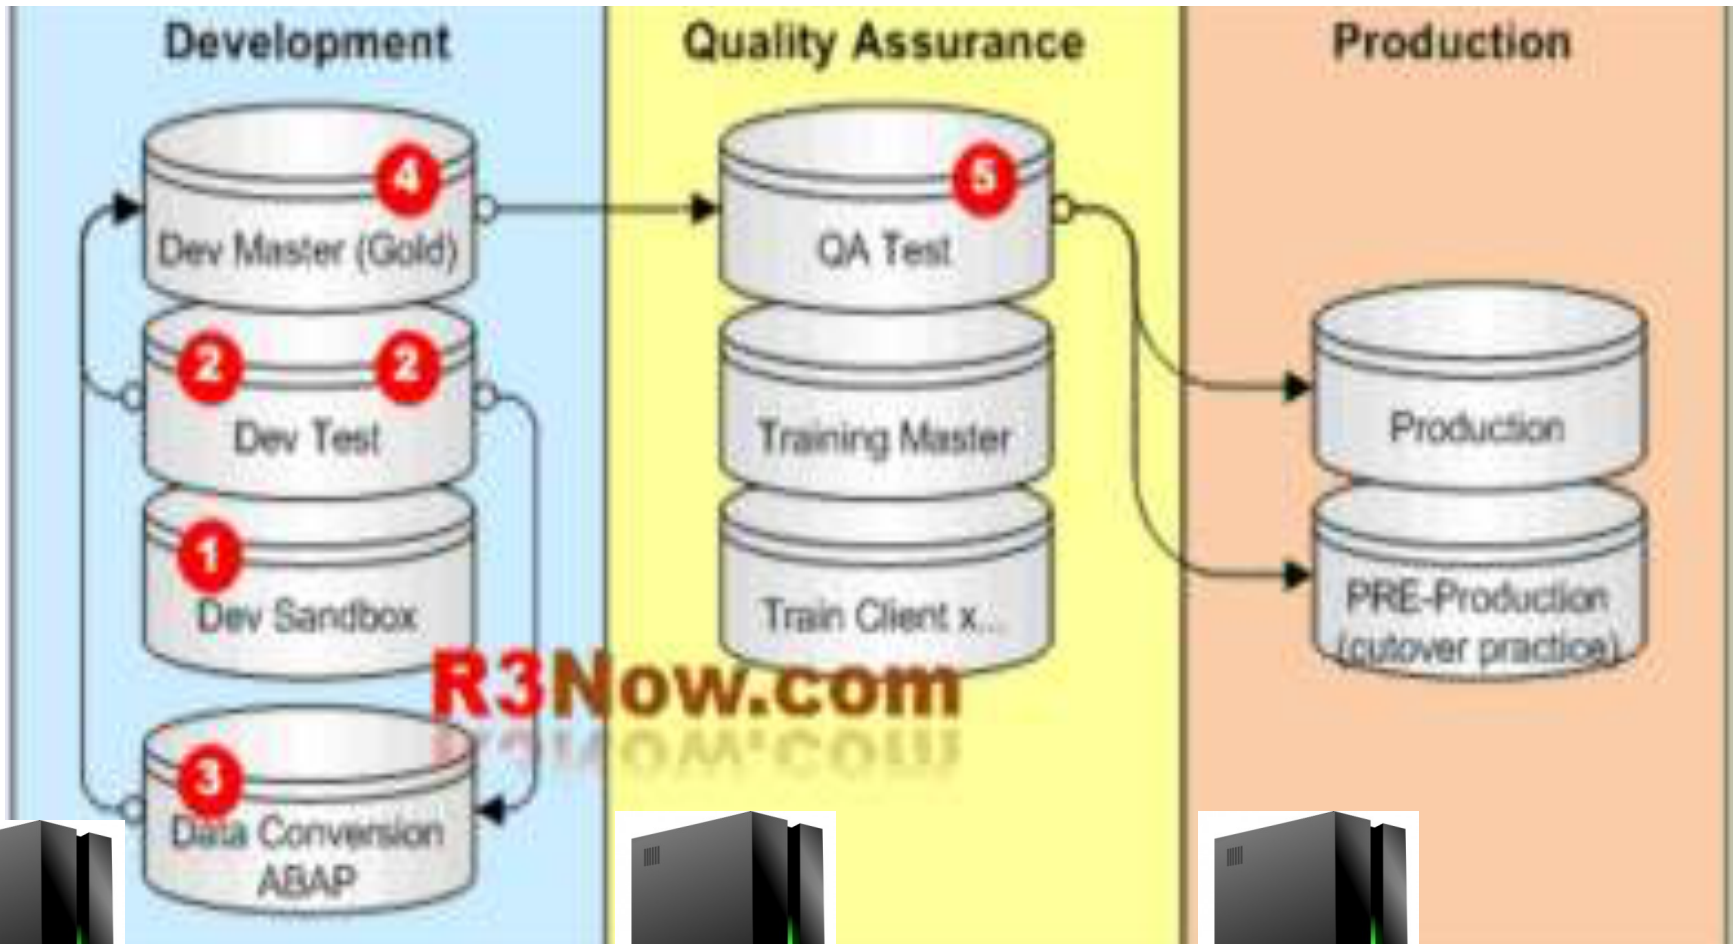 Development
Quality Assurance
Production
4
Dev Master (Gold)
2
2
Dev Test
1
Dev Sandbox
3
Data Conversion
ABAP
5
QA Test
Training Master
Train Client x...
Production
PRE-Production
(cutover practice)
R3Now.com